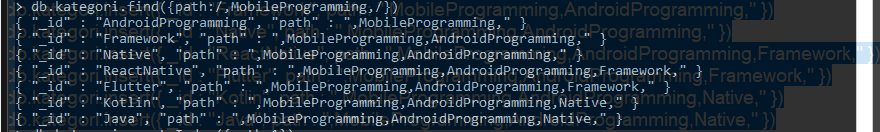 > db.kategori.find({path:/,MobileProgramming,/})
{ "_id" : "AndroidProgramming", "path" : ",MobileProgramming," }
{ "_id" : "Framework", "path" : ",MobileProgramming,AndroidProgramming," }
{ "_id" : "Native", "path" : ",MobileProgramming,AndroidProgramming," }
{ "_id" : "ReactNative", "path" : ",MobileProgramming,AndroidProgramming,Framework," }
{ "_id" : "Flutter", "path" : ",MobileProgramming,AndroidProgramming,Framework," }
{ "_id" : "Kotlin", "path" : ",MobileProgramming,AndroidProgramming,Native," }
{ "_id" : "Java", "path" : ",MobileProgramming,AndroidProgramming,Native," }